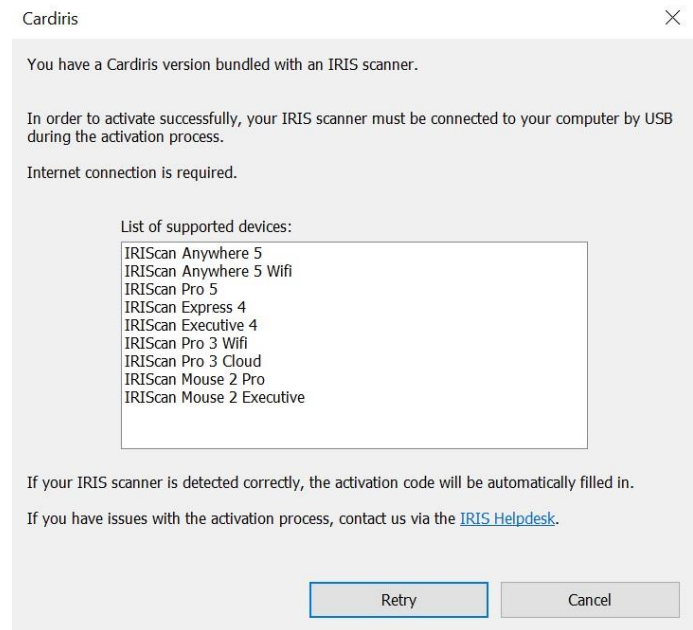 Cardiris
You have a Cardiris version bundled with an IRIS scanner.
In order to activate successfully, your IRIS scanner must be connected to your computer by USB
during the activation process.
Internet connection is required.
List of supported devices:
IRIScan Anywhere 5
IRIScan Anywhere 5 Wifi
IRIScan Pro 5
IRIScan Express 4
IRIScan Executive 4
IRIScan Pro 3 Wifi
IRIScan Pro 3 Cloud
IRIScan Mouse 2 Pro
IRIScan Mouse 2 Executive
If your IRIS scanner is detected correctly, the activation code will be automatically filled in.
If you have issues with the activation process, contact us via the IRIS Helpdesk.
Retry Cancel